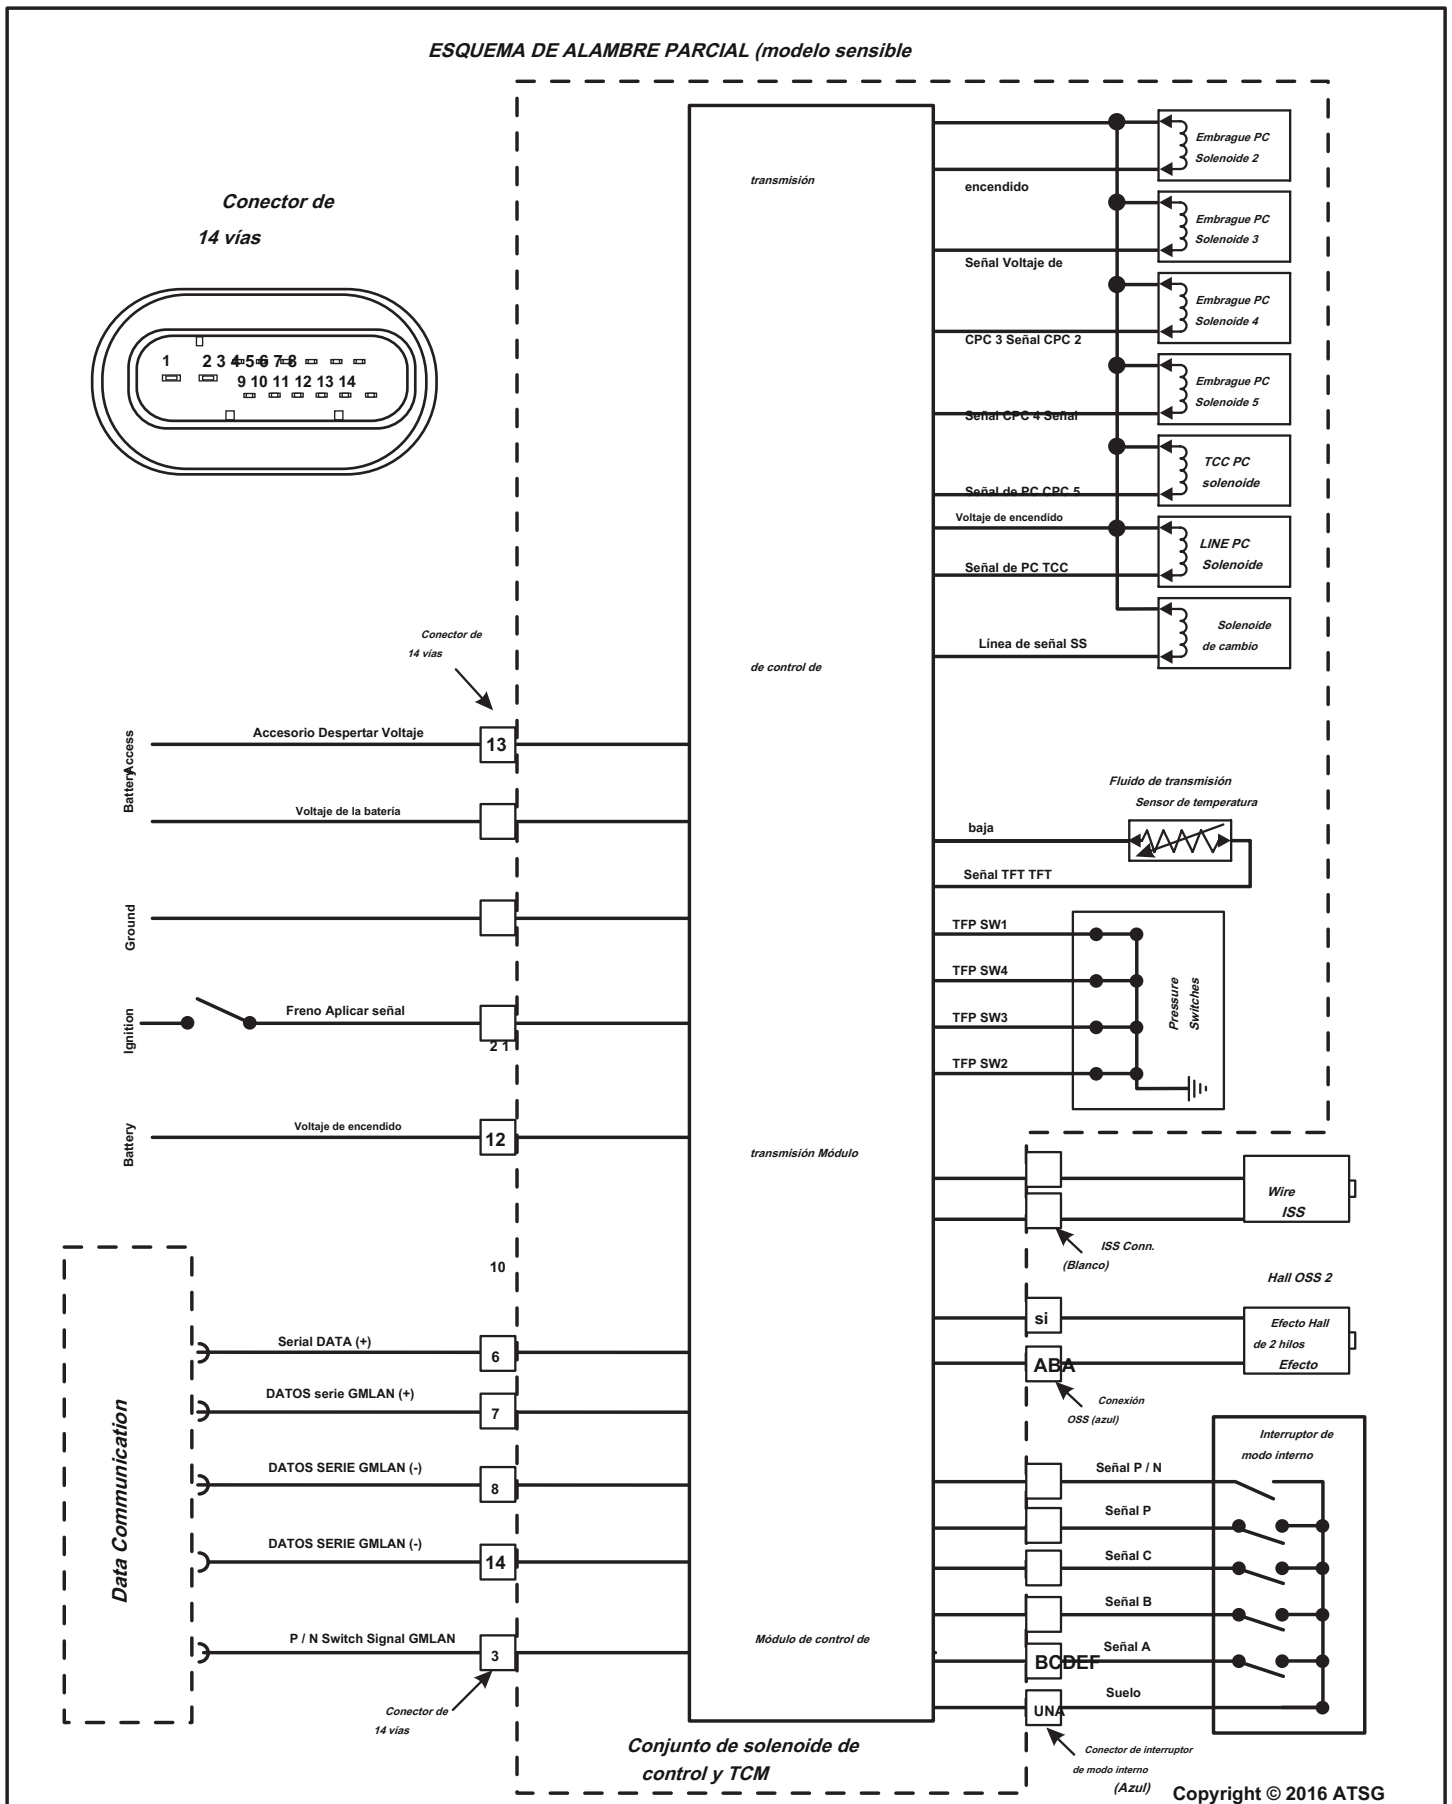 ESQUEMA DE ALAMBRE PARCIAL (modelo sensible
Conector de
14 vías
1 2 3 4 5 6 7 8
9 10 11 12 13 14
transmisión
de control de
transmisión Módulo
Módulo de control de
encendido
Señal Voltaje de
CPC 3 Señal CPC 2
Señal CPC 4 Señal
Señal de PC CPC 5
Voltaje de encendido
Señal de PC TCC
Línea de señal SS
Embrague PC
Solenoide 2
Embrague PC
Solenoide 3
Embrague PC
Solenoide 4
Embrague PC
Solenoide 5
TCC PC
solenoide
LINE PC
Solenoide
Solenoide
de cambio
Conector de
14 vías
Battery
Access
Accesorio Despertar Voltaje
13
Voltaje de la batería
Ground
Ignition
Freno Aplicar señal
2 1
Battery
Voltaje de encendido
12
10
Fluido de transmisión
Sensor de temperatura
baja
Señal TFT TFT
TFP SW1
TFP SW4
TFP SW3
TFP SW2
Pressure
Switches
Wire
ISS
ISS Conn.
(Blanco)
Hall OSS 2
si
Efecto Hall
de 2 hilos
Efecto
ABA
Conexión
OSS (azul)
Data Communication
Serial DATA (+)
6
DATOS serie GMLAN (+)
7
DATOS SERIE GMLAN (-)
8
DATOS SERIE GMLAN (-)
14
P / N Switch Signal GMLAN
3
Conector de
14 vías
Interruptor de
modo interno
Señal P / N
Señal P
Señal C
Señal B
Señal A
BCDEF
Suelo
UNA
Conector de interruptor
de modo interno
(Azul)
Conjunto de solenoide de
control y TCM
Copyright © 2016 ATSG